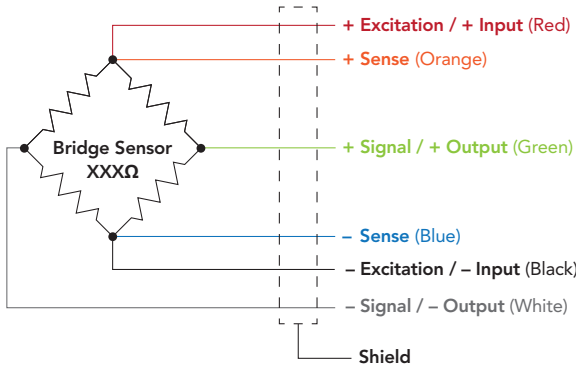 + Excitation / + Input (Red)
+ Sense (Orange)
Bridge Sensor
XXXΩ
+ Signal / + Output (Green)
– Sense (Blue)
– Excitation / – Input (Black)
– Signal / – Output (White)
Shield